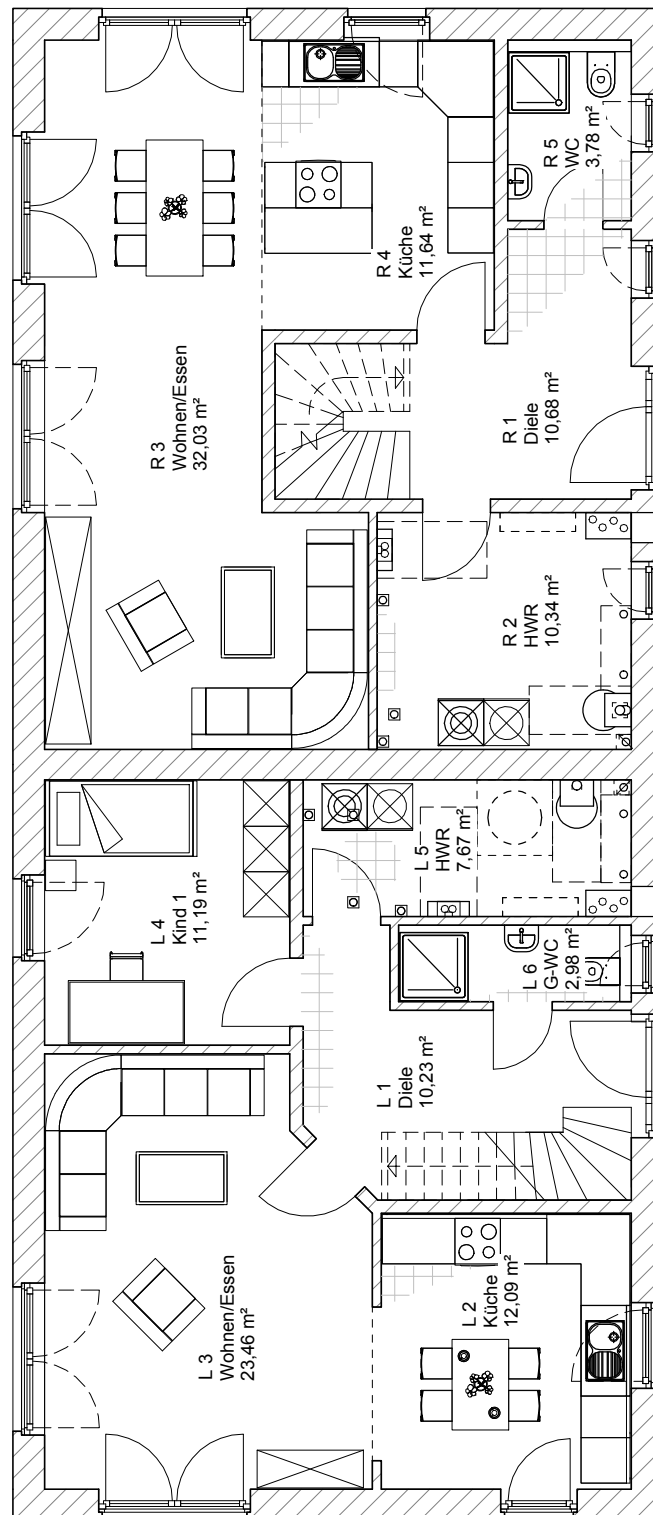 R 5
WC
3,78 m²
R 4
Küche
11,64 m²
R 3
Wohnen/Essen
32,03 m²
R 1
Diele
10,68 m²
R 2
HWR
10,34 m²
L 5
HWR
7,67 m²
L 4
Kind 1
11,19 m²
L 6
G-WC
2,98 m²
L 1
Diele
10,23 m²
L 3
Wohnen/Essen
23,46 m²
L 2
Küche
12,09 m²